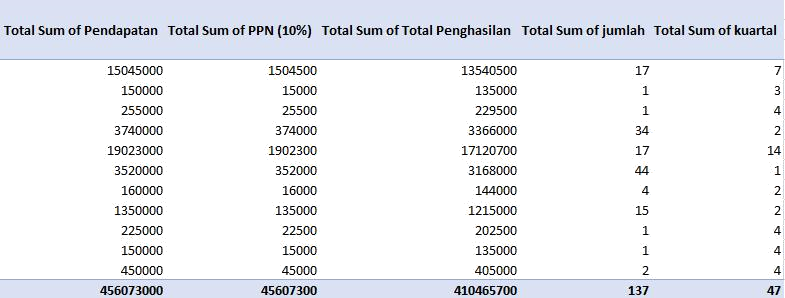 Total Sum of Pendapatan Total Sum of PPN (10%) Total Sum of Total Penghasilan Total Sum of jumlah Total Sum of kuartal
15045000 1504500 13540500 17 7
150000 15000 135000 1 3
255000 25500 229500 1 4
3740000 374000 3366000 34 2
19023000 1902300 17120700 17 14
3520000 352000 3168000 44 1
160000 16000 144000 4 2
1350000 135000 1215000 15 2
225000 22500 202500 1 4
150000 15000 135000 1 4
450000 45000 405000 2 4
456073000 45607300 410465700 137 47